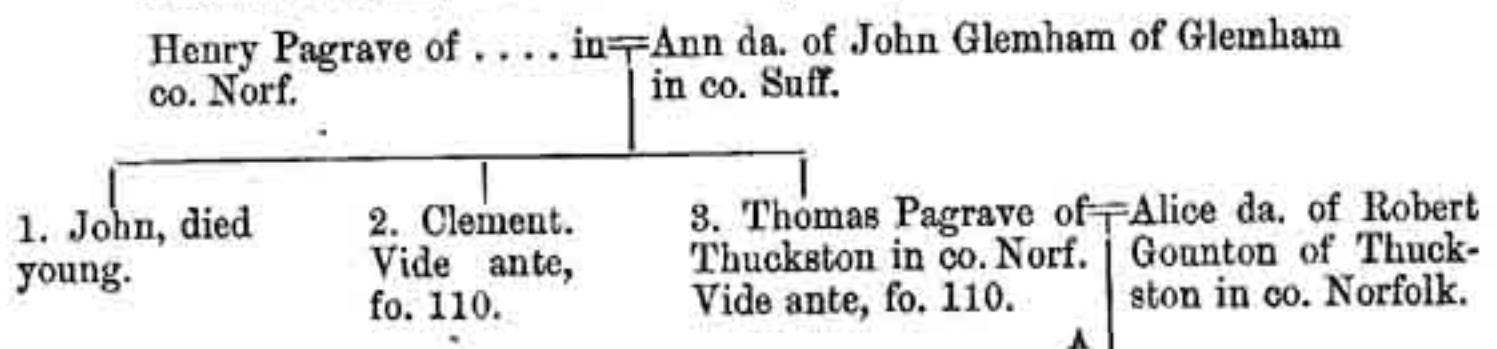 Henry Pagrave of .... in
co. Norf.
Ann da. of John Glemham of Glemham
in co. Suff.
1. John, died
young.
2. Clement.
Vide ante,
fo. 110.
3. Thomas Pagrave of
Thuckston in co. Norf.
Vide ante, fo. 110.
Alice da. of Robert
Gounton of Thuck-
ston in co. Norfolk.
A